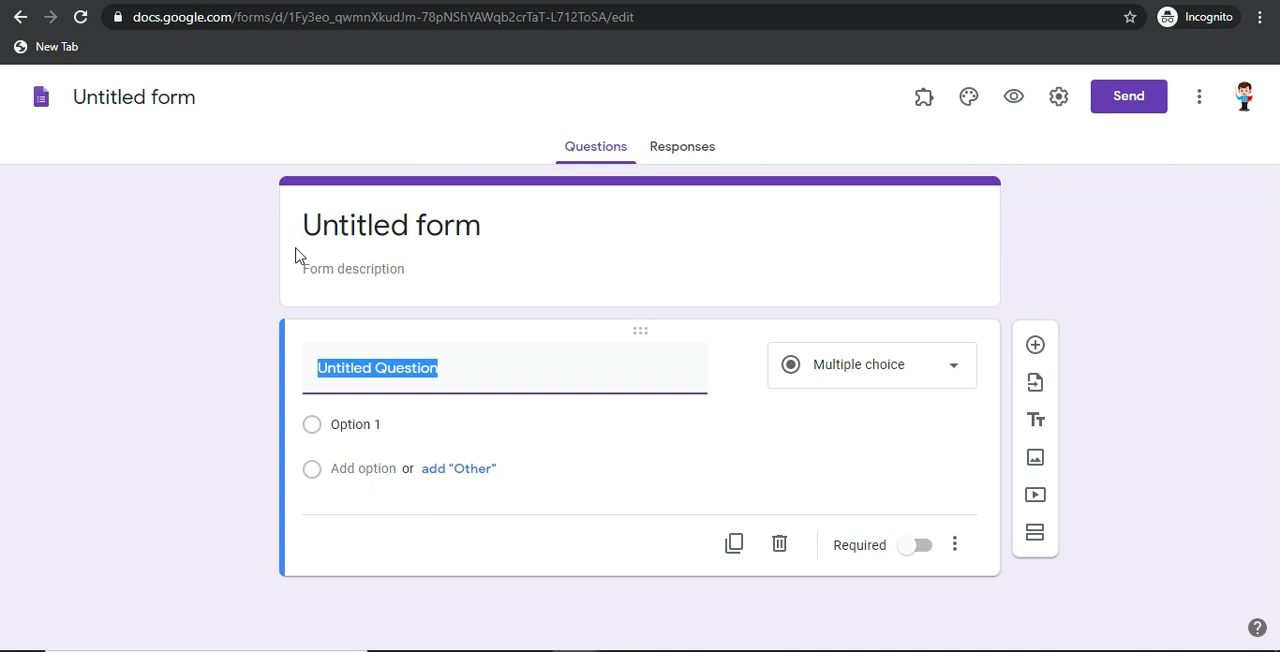 docs.google.com/forms/d/1Fy3eo_qwmnXkudJm-78pNShYAWqb2crTaT-L712ToSA/edit
Incognito
New Tab
Untitled form
Send
Questions Responses
Untitled form
Form description
Untitled Question
Multiple choice
Option 1
Add option or add "Other"
Required